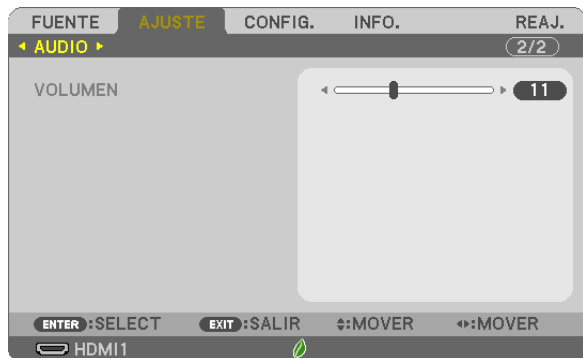 FUENTE AJUSTE CONFIG. INFO. REAJ.
AUDIO 2/2
VOLUMEN 11
ENTER :SELECT EXIT :SALIR :MOVER :MOVER
HDMI1